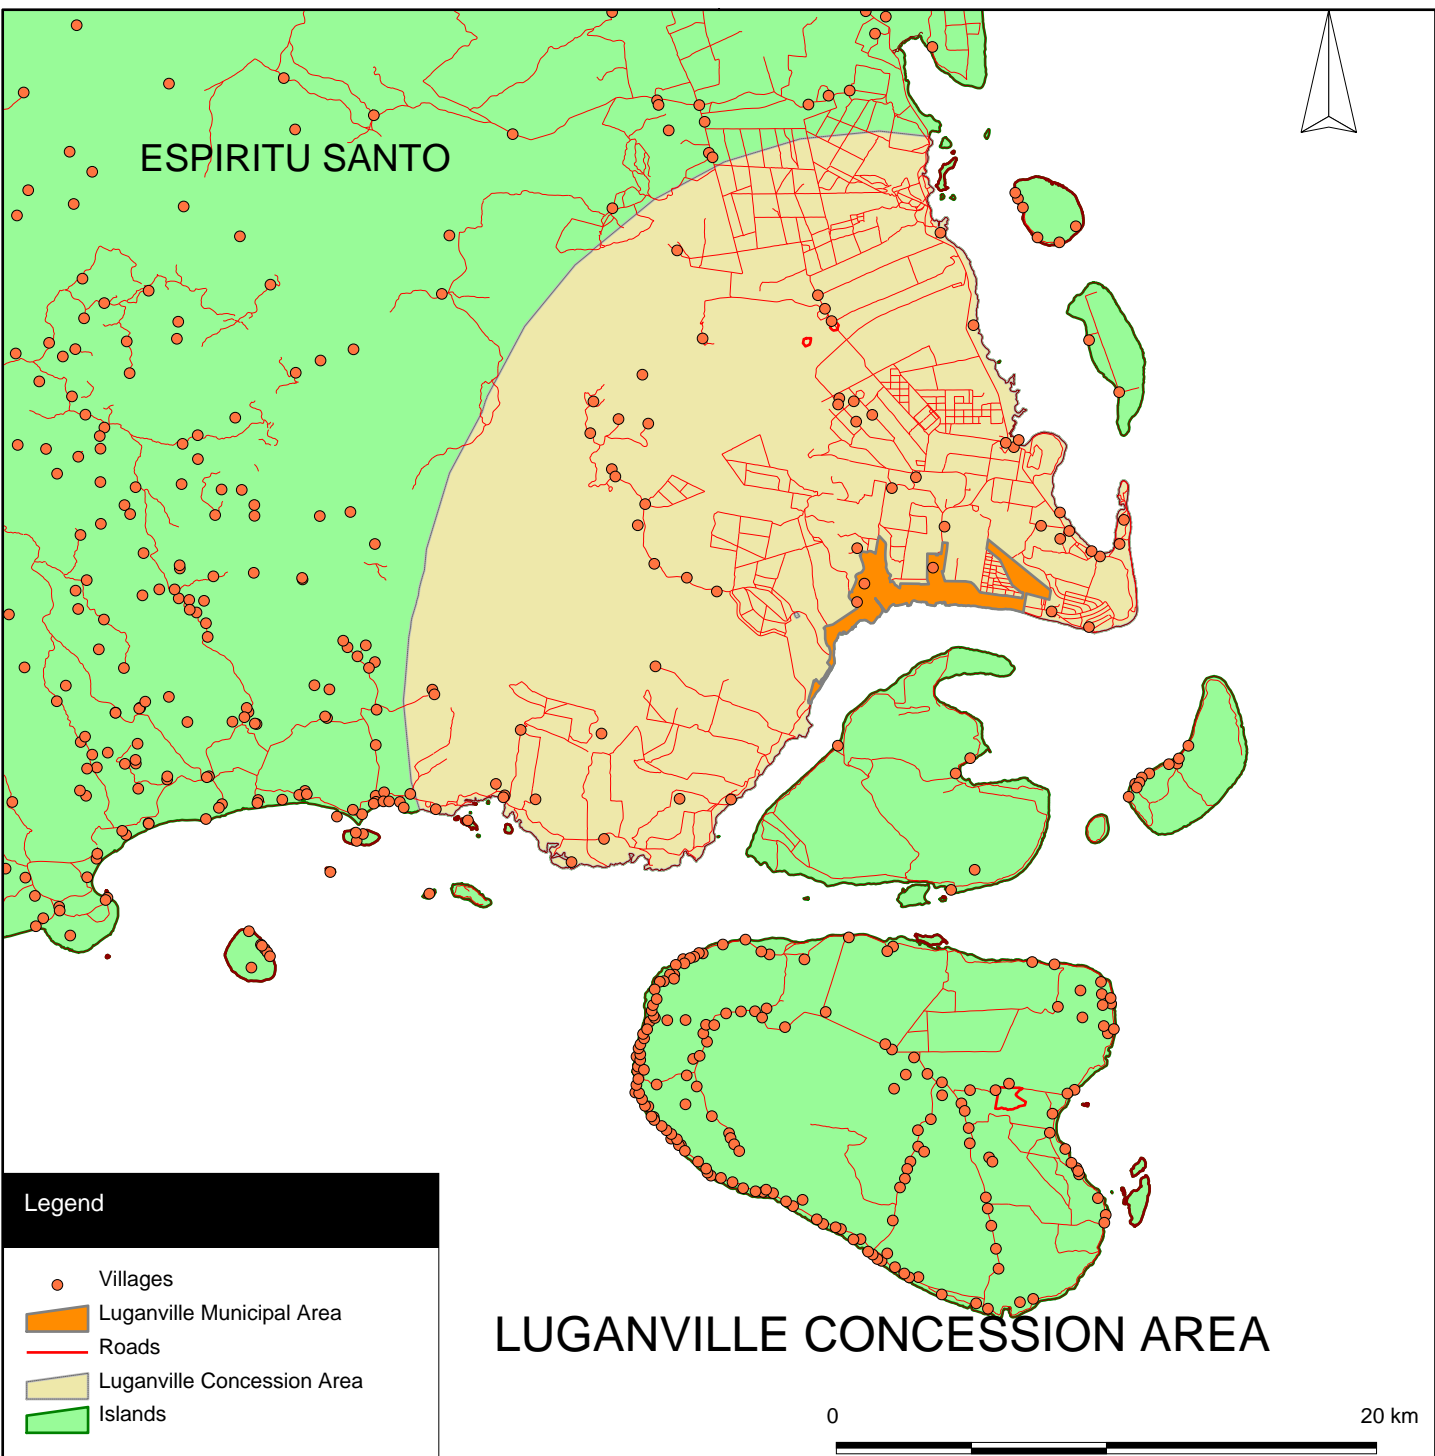 ESPIRITU SANTO
Legend
Villages
Luganville Municipal Area
Roads
Luganville Concession Area
Islands
LUGANVILLE CONCESSION AREA
0 20 km